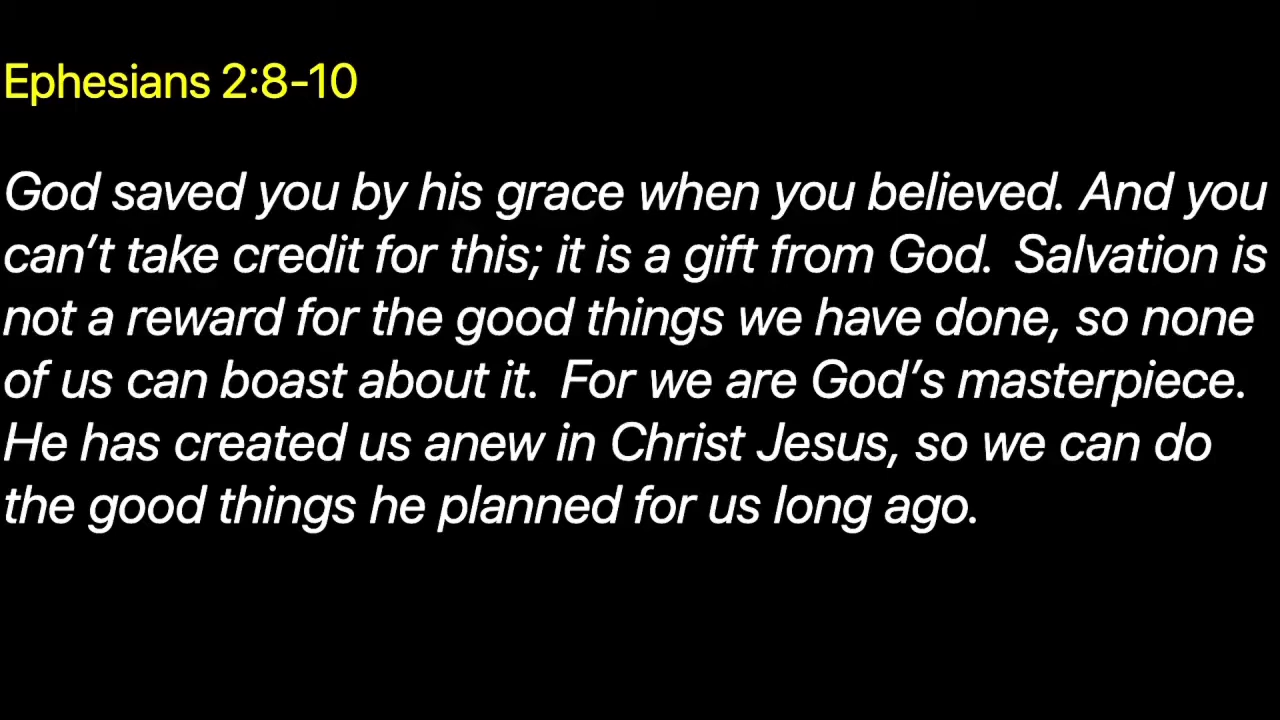 Ephesians 2:8-10
God saved you by his grace when you believed. And you
can’t take credit for this; it is a gift from God.  Salvation is
not a reward for the good things we have done, so none
of us can boast about it.  For we are God’s masterpiece.
He has created us anew in Christ Jesus, so we can do
the good things he planned for us long ago.